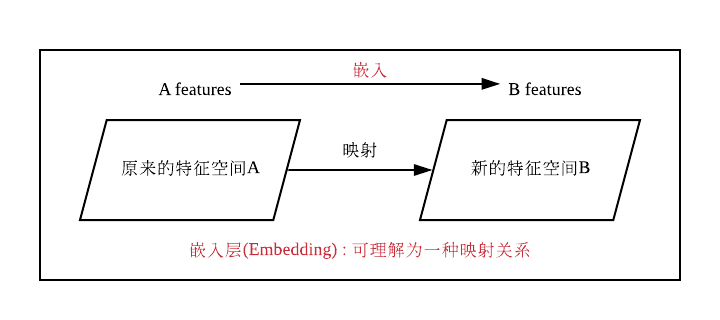 嵌入
A features
B features
映射
原来的特征空间A
新的特征空间B
嵌入层(Embedding) : 可理解为一种映射关系